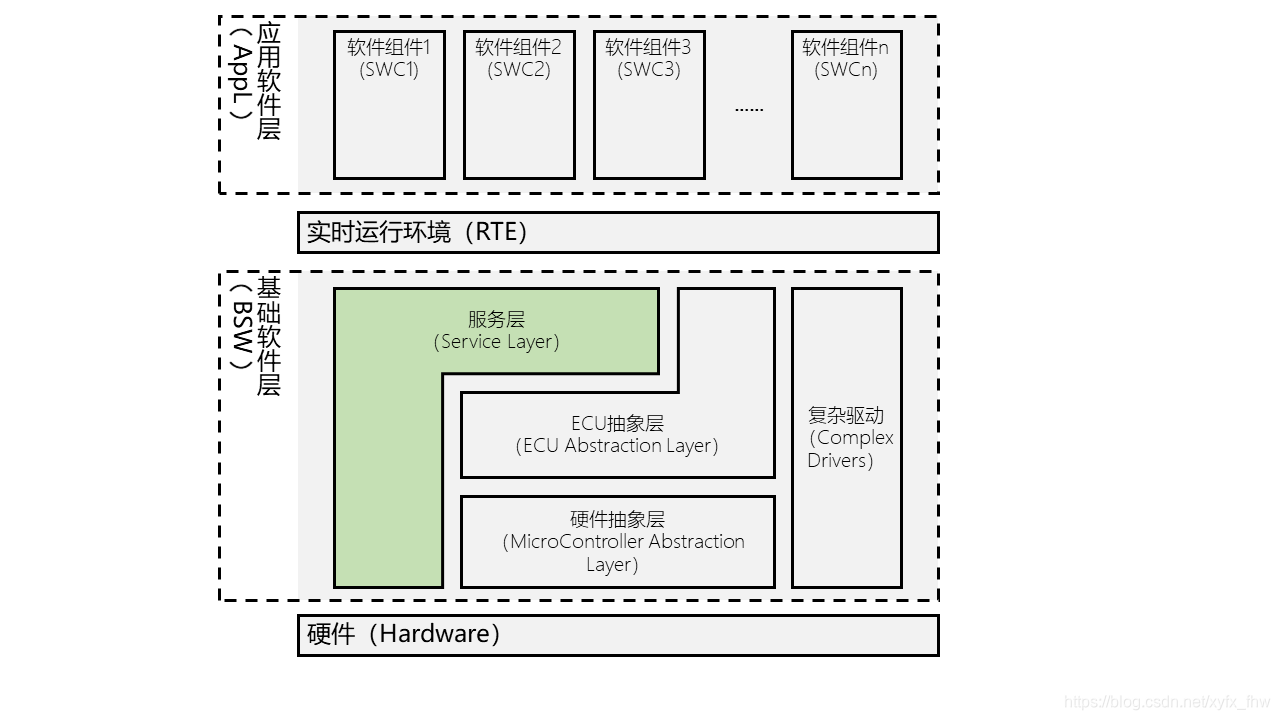 应用软件层
（AppL）
软件组件1
(SWC1)
软件组件2
(SWC2)
软件组件3
(SWC3)
......
软件组件n
(SWCn)
实时运行环境（RTE）
基础软件层
（BSW）
服务层
（Service Layer）
ECU抽象层
（ECU Abstraction Layer）
硬件抽象层
（MicroController Abstraction
Layer）
复杂驱动
（Complex
Drivers）
硬件（Hardware）
https://blog.csdn.net/xyfx_fhw